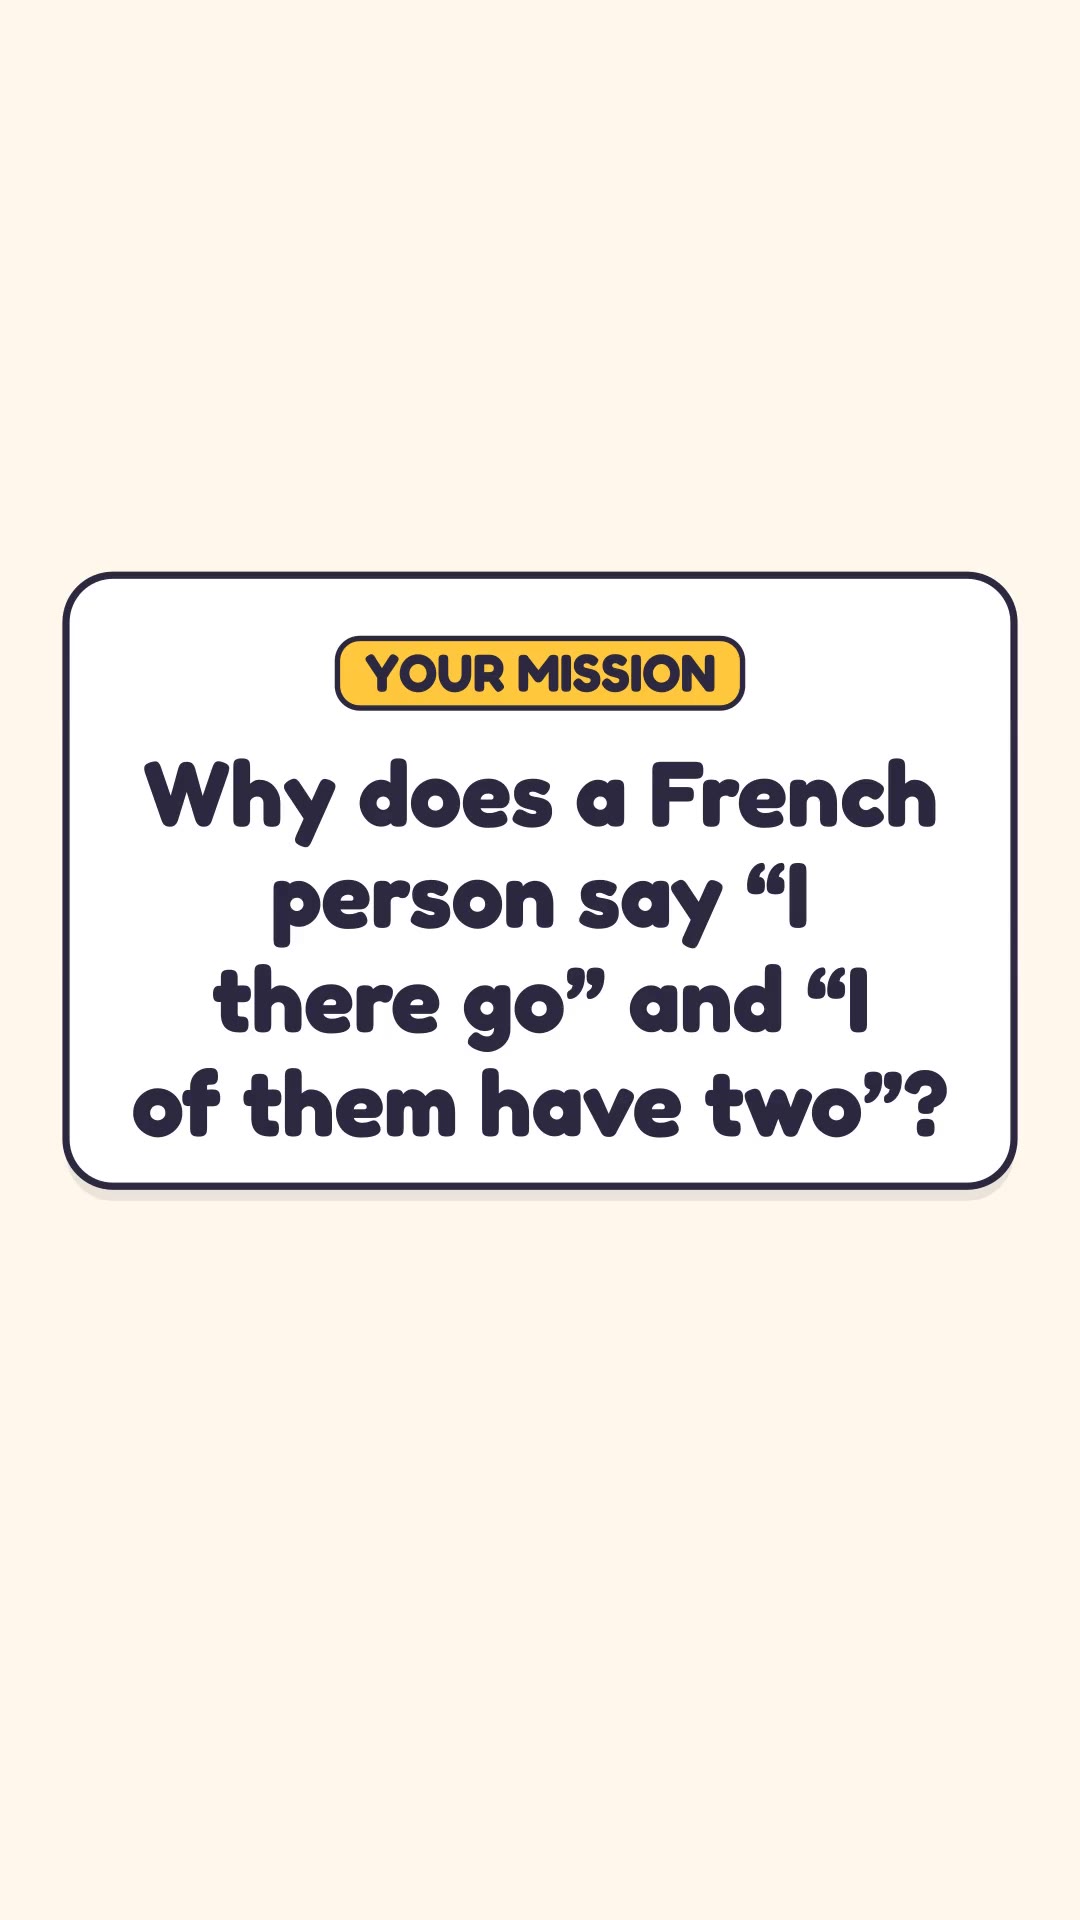 YOUR MISSION
Why does a French
person say “I
there go” and “I
of them have two”?